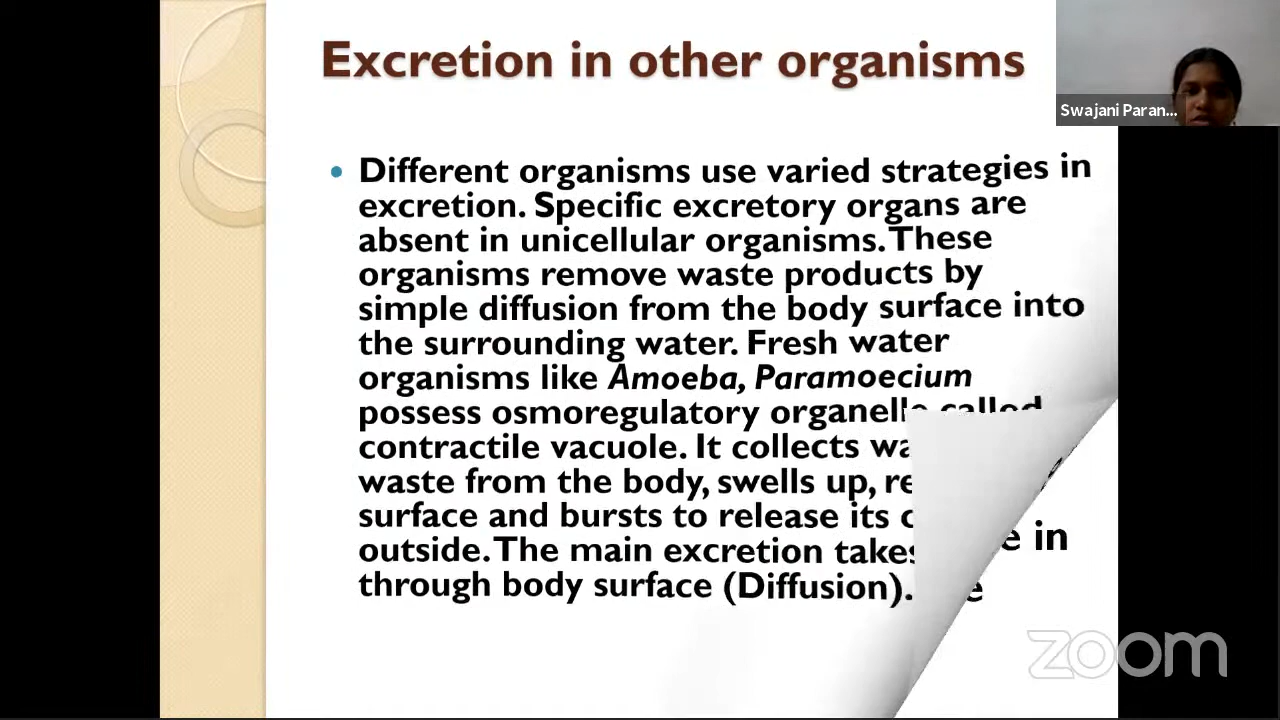 Excretion in other organisms
Swajani Paran...
• Different organisms use varied strategies in
excretion. Specific excretory organs are
absent in unicellular organisms. These
organisms remove waste products by
simple diffusion from the body surface into
the surrounding water. Fresh water
organisms like Amoeba, Paramoecium
possess osmoregulatory organelle called
contractile vacuole. It collects
waste from the body, swells up,
surface and bursts to release its
outside. The main excretion takes
in
through body surface (Diffusion).
zoom